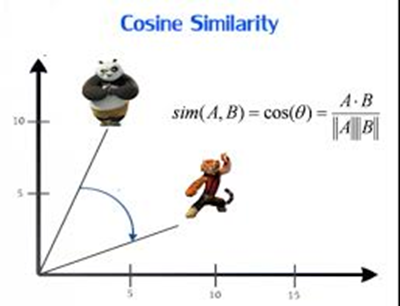 Cosine Similarity
sim(A, B) = cos(θ) = A · B / ‖A‖‖B‖
10
5
5
10
15